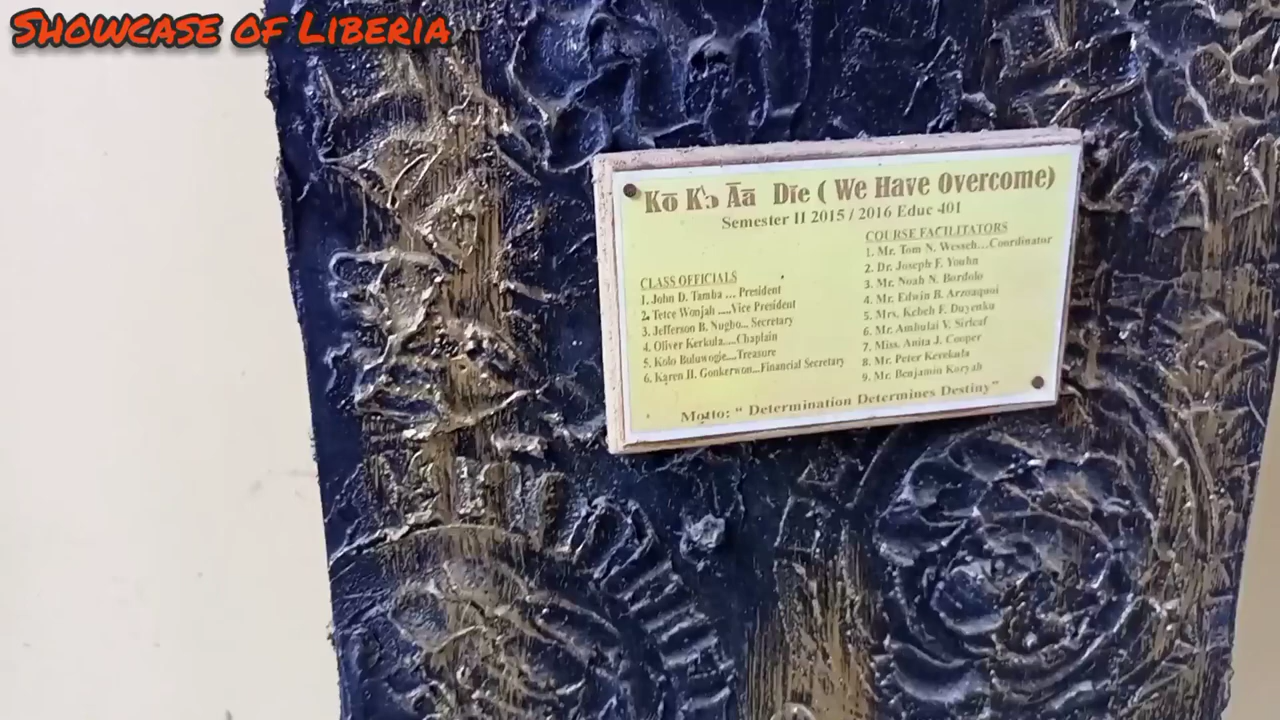 SHOWCASE OF LIBERIA
Kō Kɔ̀ Āā Dīe ( We Have Overcome)
Semester II 2015 / 2016 Educ 401
CLASS OFFICIALS
1. John D. Tamba ... President
2. Tetee Wonjah .....Vice President
3. Jefferson B. Nugbo... Secretary
4. Oliver Kerkula....Chaplain
5. Kolo Buluwogie....Treasure
6. Karen H. Gonkerwon...Financial Secretary
COURSE FACILITATORS
1. Mr. Tom N. Wesseh...Coordinator
2. Dr. Joseph F. Youhn
3. Mr. Noah N. Bordolo
4. Mr. Edwin B. Arzoaquoi
5. Mrs. Kebeh F. Duyenku
6. Mr. Ambulai V. Sirleaf
7. Miss. Anita J. Cooper
8. Mr. Peter Kerekula
9. Mr. Benjamin Koryah
Motto: “ Determination Determines Destiny”